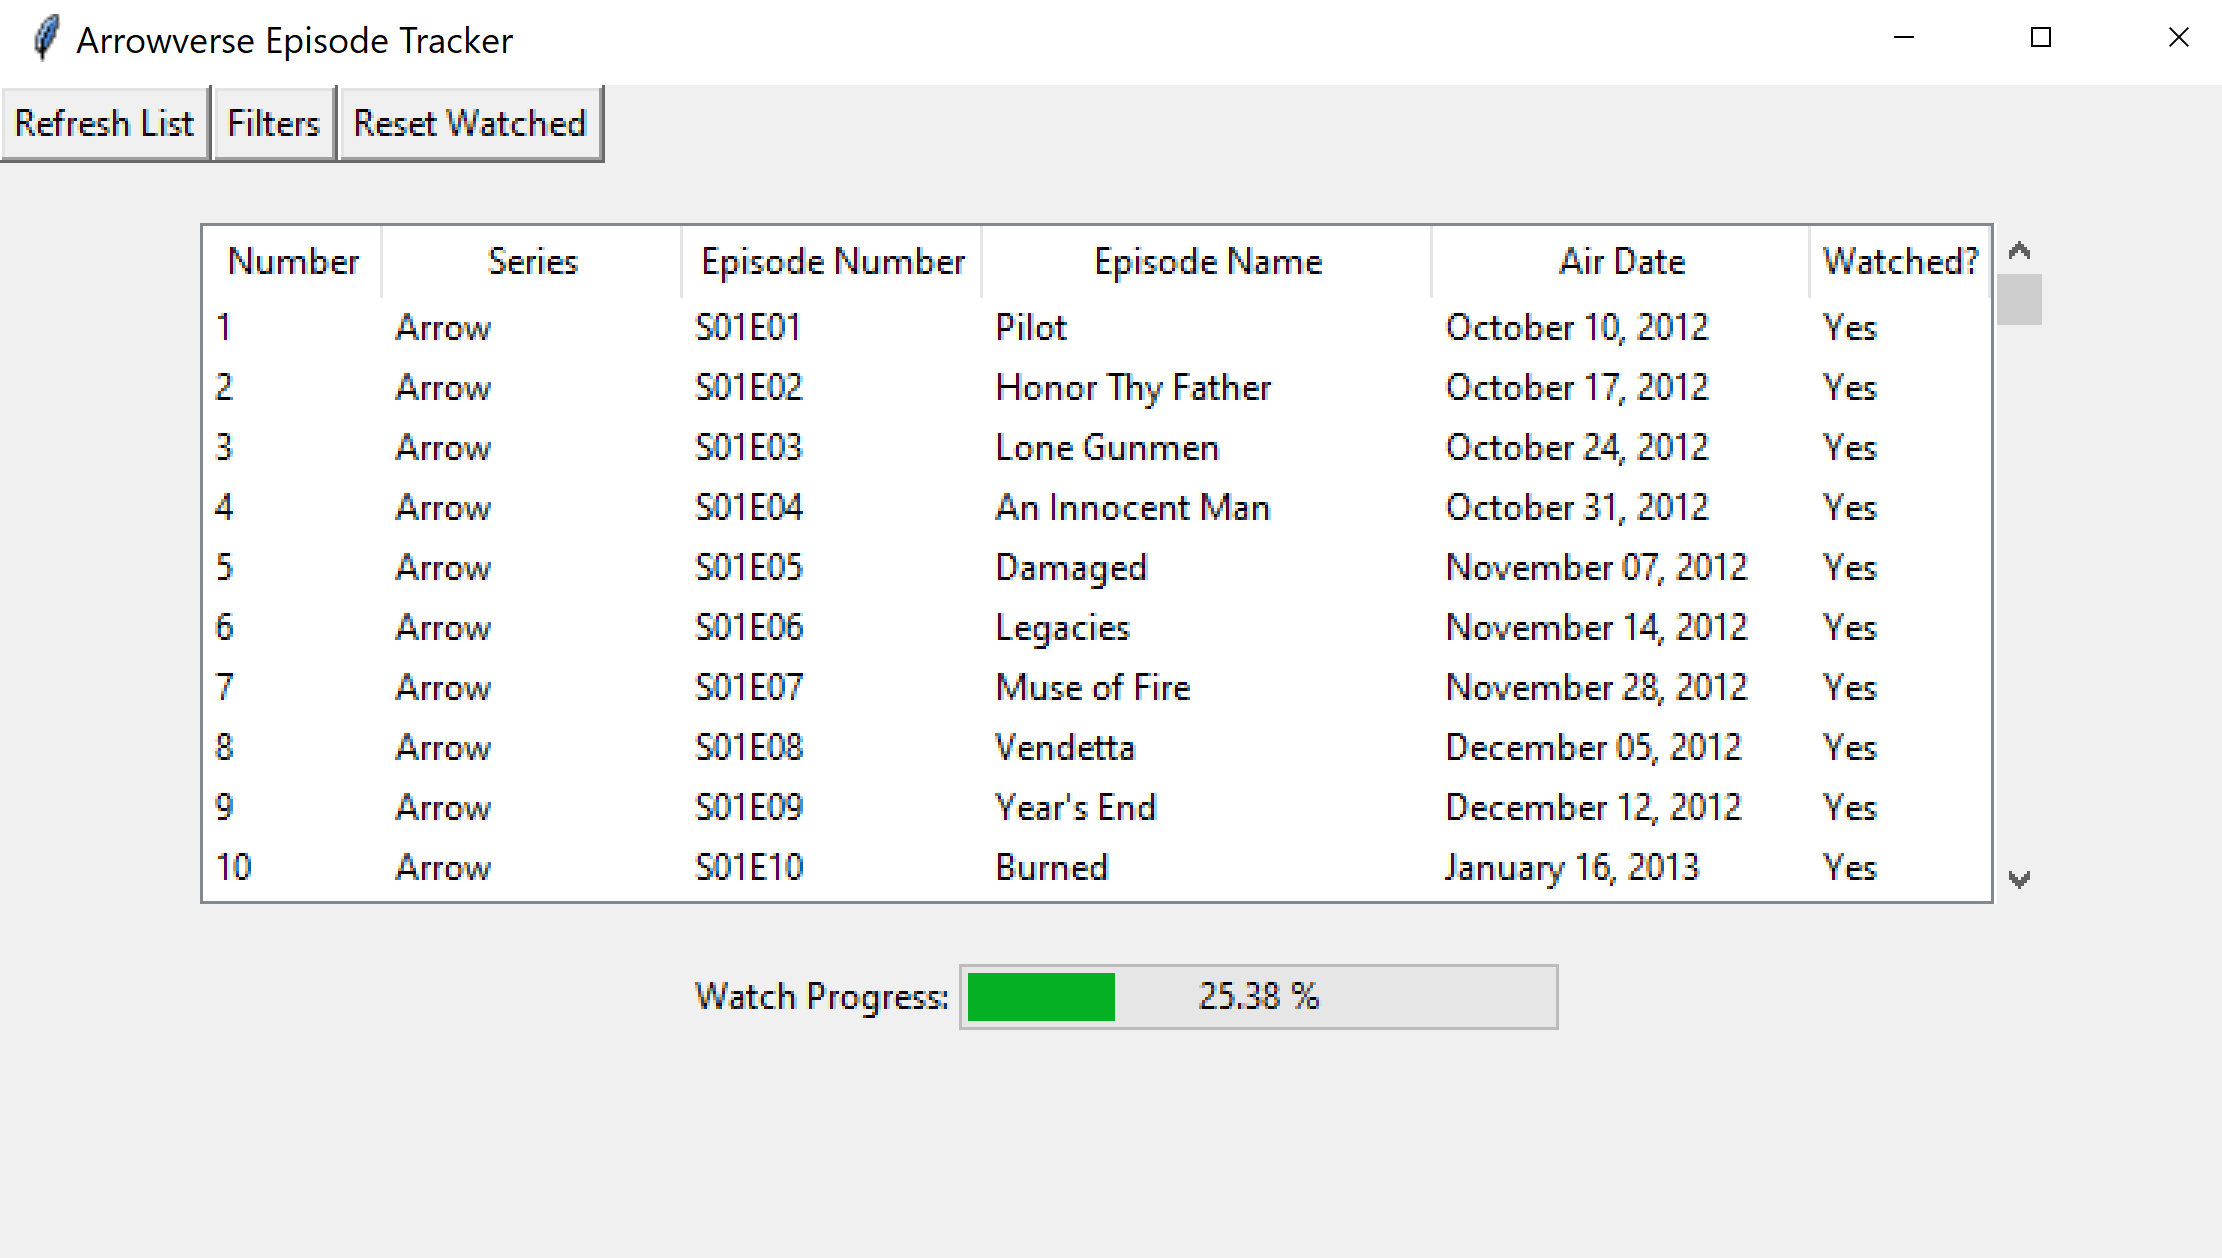 Arrowverse Episode Tracker
Refresh List Filters Reset Watched
Number Series Episode Number Episode Name Air Date Watched?
1 Arrow S01E01 Pilot October 10, 2012 Yes
2 Arrow S01E02 Honor Thy Father October 17, 2012 Yes
3 Arrow S01E03 Lone Gunmen October 24, 2012 Yes
4 Arrow S01E04 An Innocent Man October 31, 2012 Yes
5 Arrow S01E05 Damaged November 07, 2012 Yes
6 Arrow S01E06 Legacies November 14, 2012 Yes
7 Arrow S01E07 Muse of Fire November 28, 2012 Yes
8 Arrow S01E08 Vendetta December 05, 2012 Yes
9 Arrow S01E09 Year's End December 12, 2012 Yes
10 Arrow S01E10 Burned January 16, 2013 Yes
Watch Progress: 25.38 %